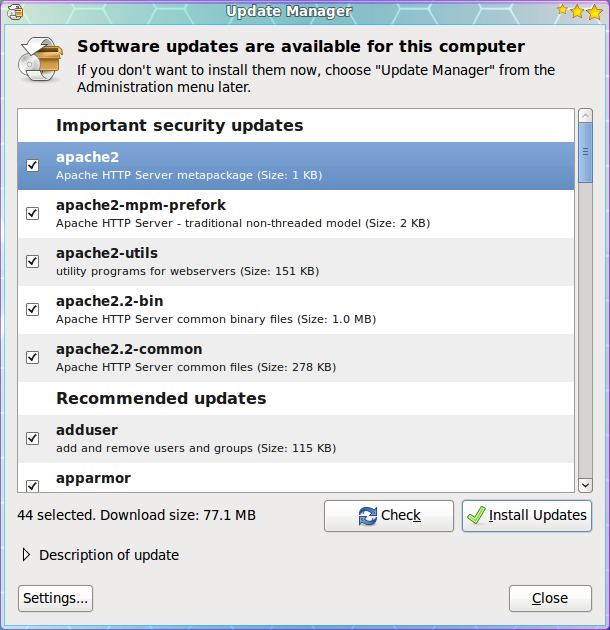 Update Manager
Software updates are available for this computer
If you don't want to install them now, choose "Update Manager" from the
Administration menu later.
Important security updates
apache2
Apache HTTP Server metapackage (Size: 1 KB)
apache2-mpm-prefork
Apache HTTP Server - traditional non-threaded model (Size: 2 KB)
apache2-utils
utility programs for webservers (Size: 151 KB)
apache2.2-bin
Apache HTTP Server common binary files (Size: 1.0 MB)
apache2.2-common
Apache HTTP Server common files (Size: 278 KB)
Recommended updates
adduser
add and remove users and groups (Size: 115 KB)
apparmor
44 selected. Download size: 77.1 MB
Check
Install Updates
Description of update
Settings...
Close